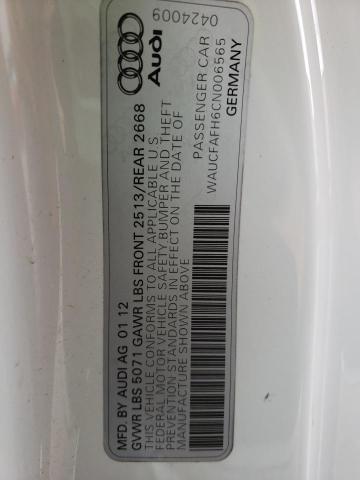 0424009
Audi
MFD. BY AUDI AG 01 12
GVWR LBS 5071 GAWR LBS FRONT 2513/REAR 2668
THIS VEHICLE CONFORMS TO ALL APPLICABLE U.S.
FEDERAL MOTOR VEHICLE SAFETY BUMPER AND THEFT
PREVENTION STANDARDS IN EFFECT ON THE DATE OF
MANUFACTURE SHOWN ABOVE
PASSENGER CAR
WAUCFAFH6CN006565
GERMANY